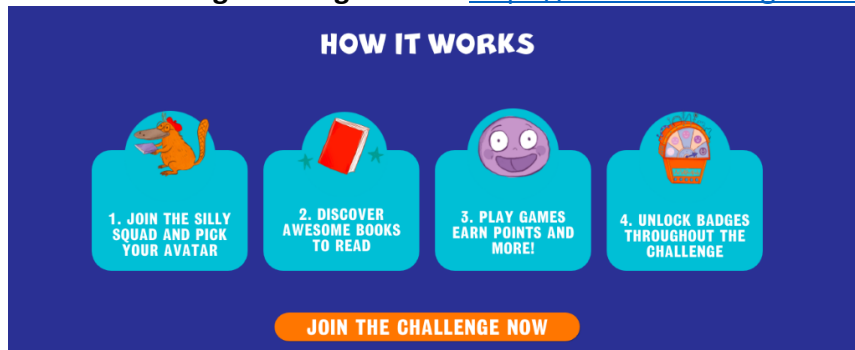 HOW IT WORKS
1. JOIN THE SILLY
SQUAD AND PICK
YOUR AVATAR
2. DISCOVER
AWESOME BOOKS
TO READ
3. PLAY GAMES
EARN POINTS AND
MORE!
4. UNLOCK BADGES
THROUGHOUT THE
CHALLENGE
JOIN THE CHALLENGE NOW